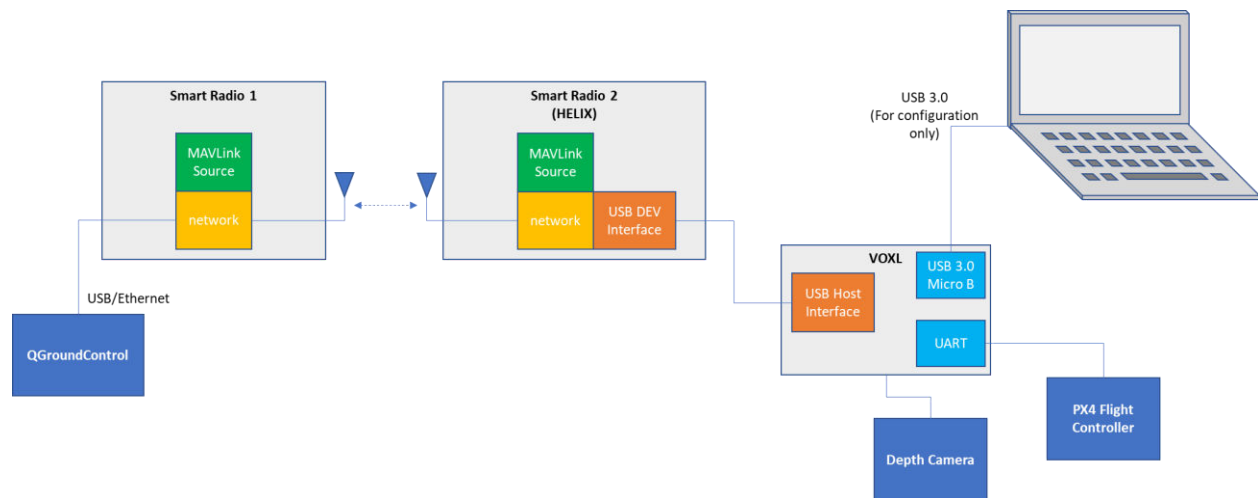 Smart Radio 1
MAVLink
Source
network
USB/Ethernet
QGroundControl
Smart Radio 2
(HELIX)
MAVLink
Source
network
USB DEV
Interface
USB 3.0
(For configuration
only)
VOXL
USB Host
Interface
USB 3.0
Micro B
UART
Depth Camera
PX4 Flight
Controller